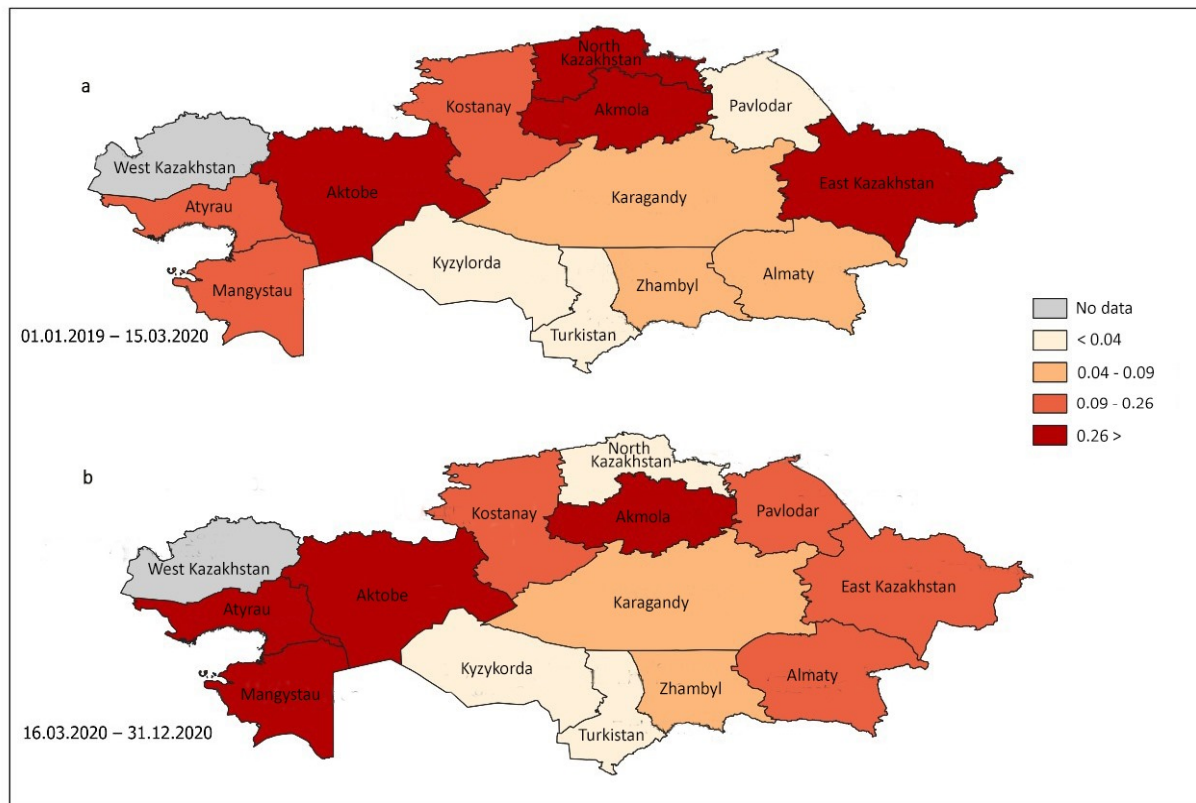 a
North
Kazakhstan
Kostanay
Akmola
Pavlodar
West Kazakhstan
Aktobe
Karagandy
East Kazakhstan
Atyrau
Kyzylorda
Zhambyl
Almaty
Mangystau
Turkistan
01.01.2019 – 15.03.2020
No data
< 0.04
0.04 - 0.09
0.09 - 0.26
0.26 >
b
North
Kazakhstan
Kostanay
Akmola
Pavlodar
West Kazakhstan
Aktobe
Karagandy
East Kazakhstan
Atyrau
Kyzykorda
Zhambyl
Almaty
Mangystau
Turkistan
16.03.2020 – 31.12.2020